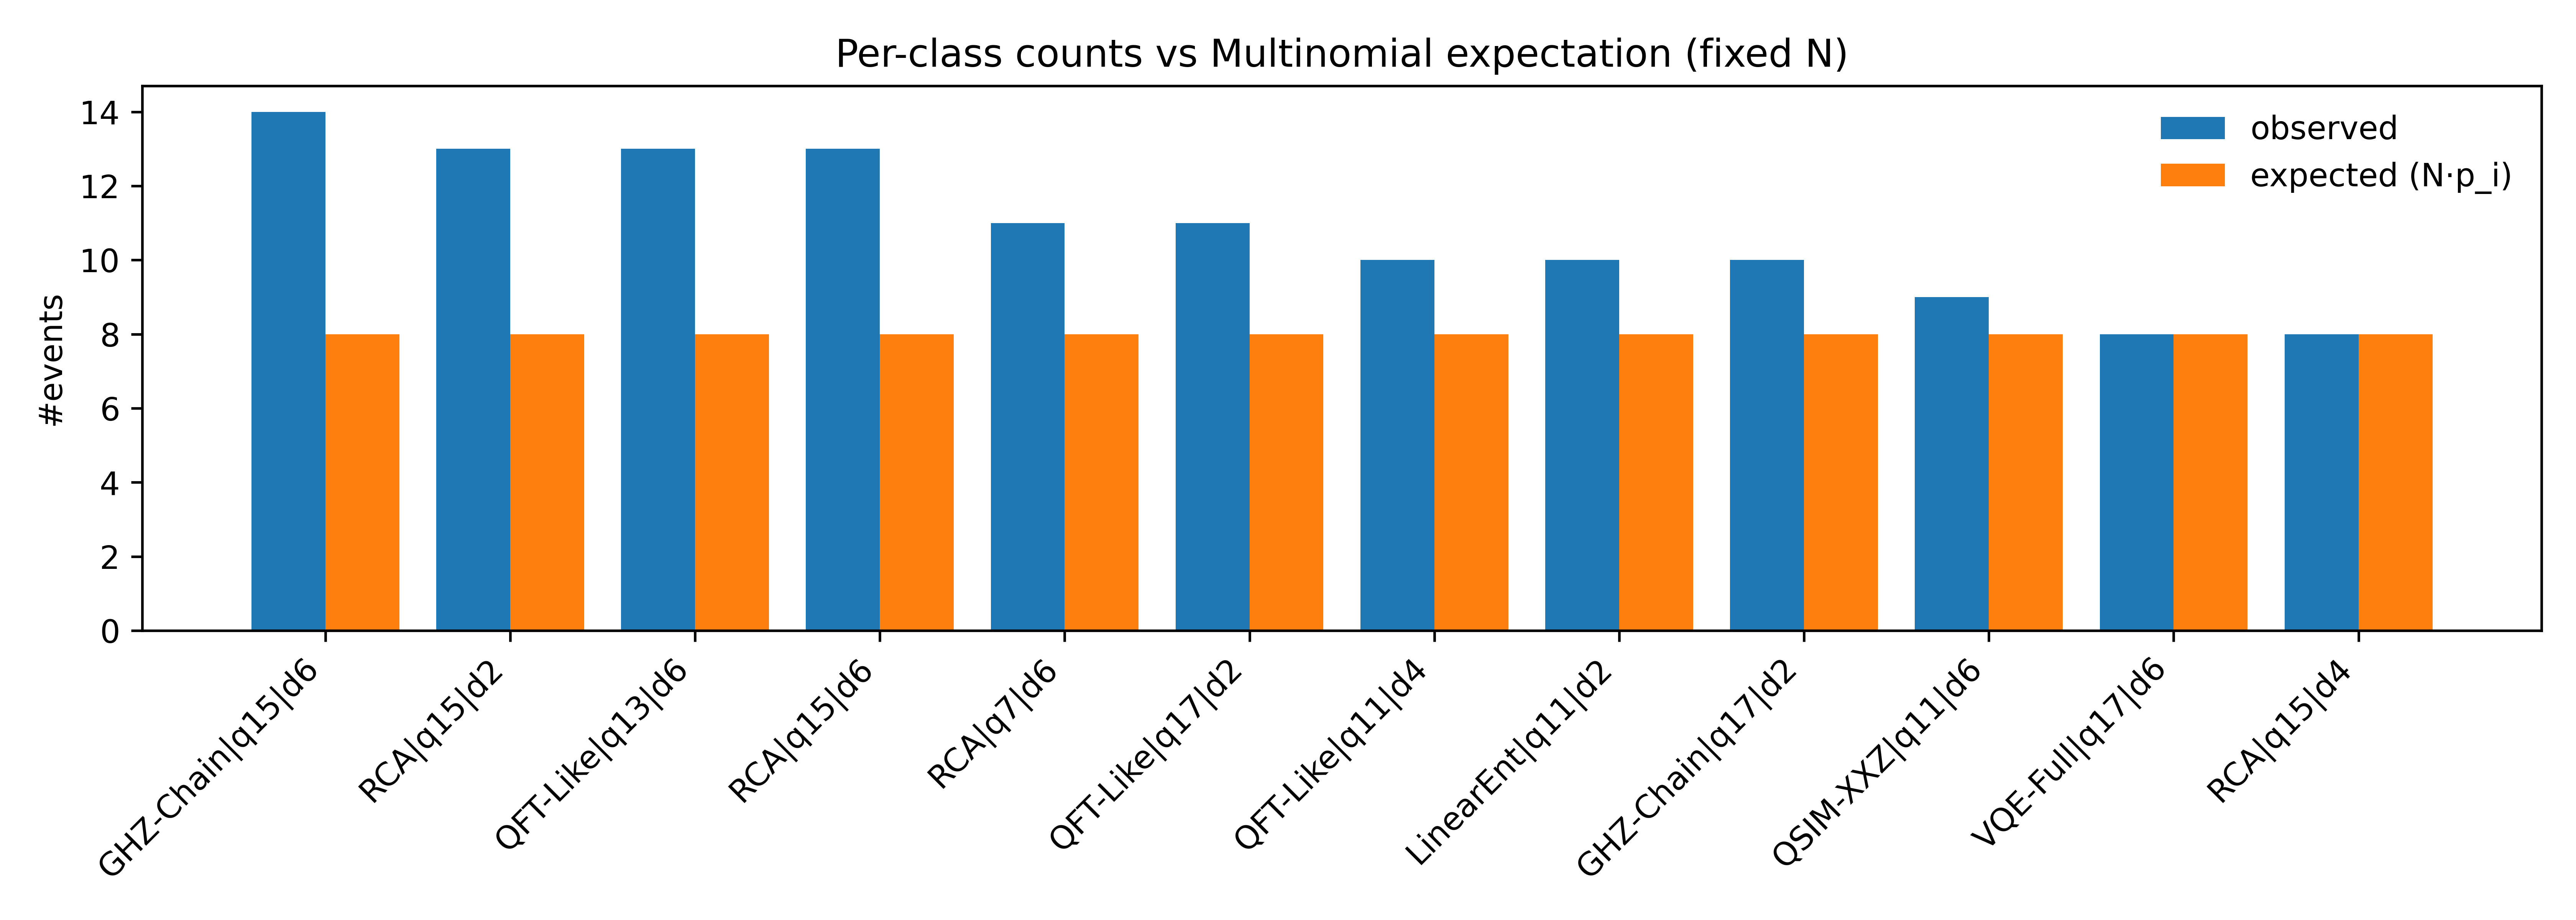 Per-class counts vs Multinomial expectation (fixed N)
observed
expected (N·p_i)
#events
14
12
10
8
6
4
2
0
GHZ-Chain|q15|d6
RCA|q15|d2
QFT-Like|q13|d6
RCA|q15|d6
RCA|q7|d6
QFT-Like|q17|d2
QFT-Like|q11|d4
LinearEnt|q11|d2
GHZ-Chain|q17|d2
QSIM-XXZ|q11|d6
VQE-Full|q17|d6
RCA|q15|d4